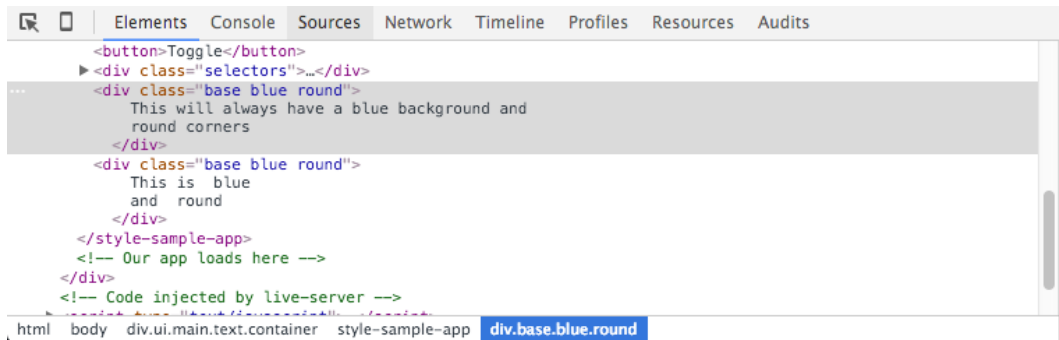 Elements Console Sources Network Timeline Profiles Resources Audits
<button>Toggle</button>
▶<div class="selectors">…</div>
<div class="base blue round">
This will always have a blue background and
round corners
</div>
<div class="base blue round">
This is  blue
and  round
</div>
</style-sample-app>
<!-- Our app loads here -->
</div>
<!-- Code injected by live-server -->
html body div.ui.main.text.container style-sample-app div.base.blue.round